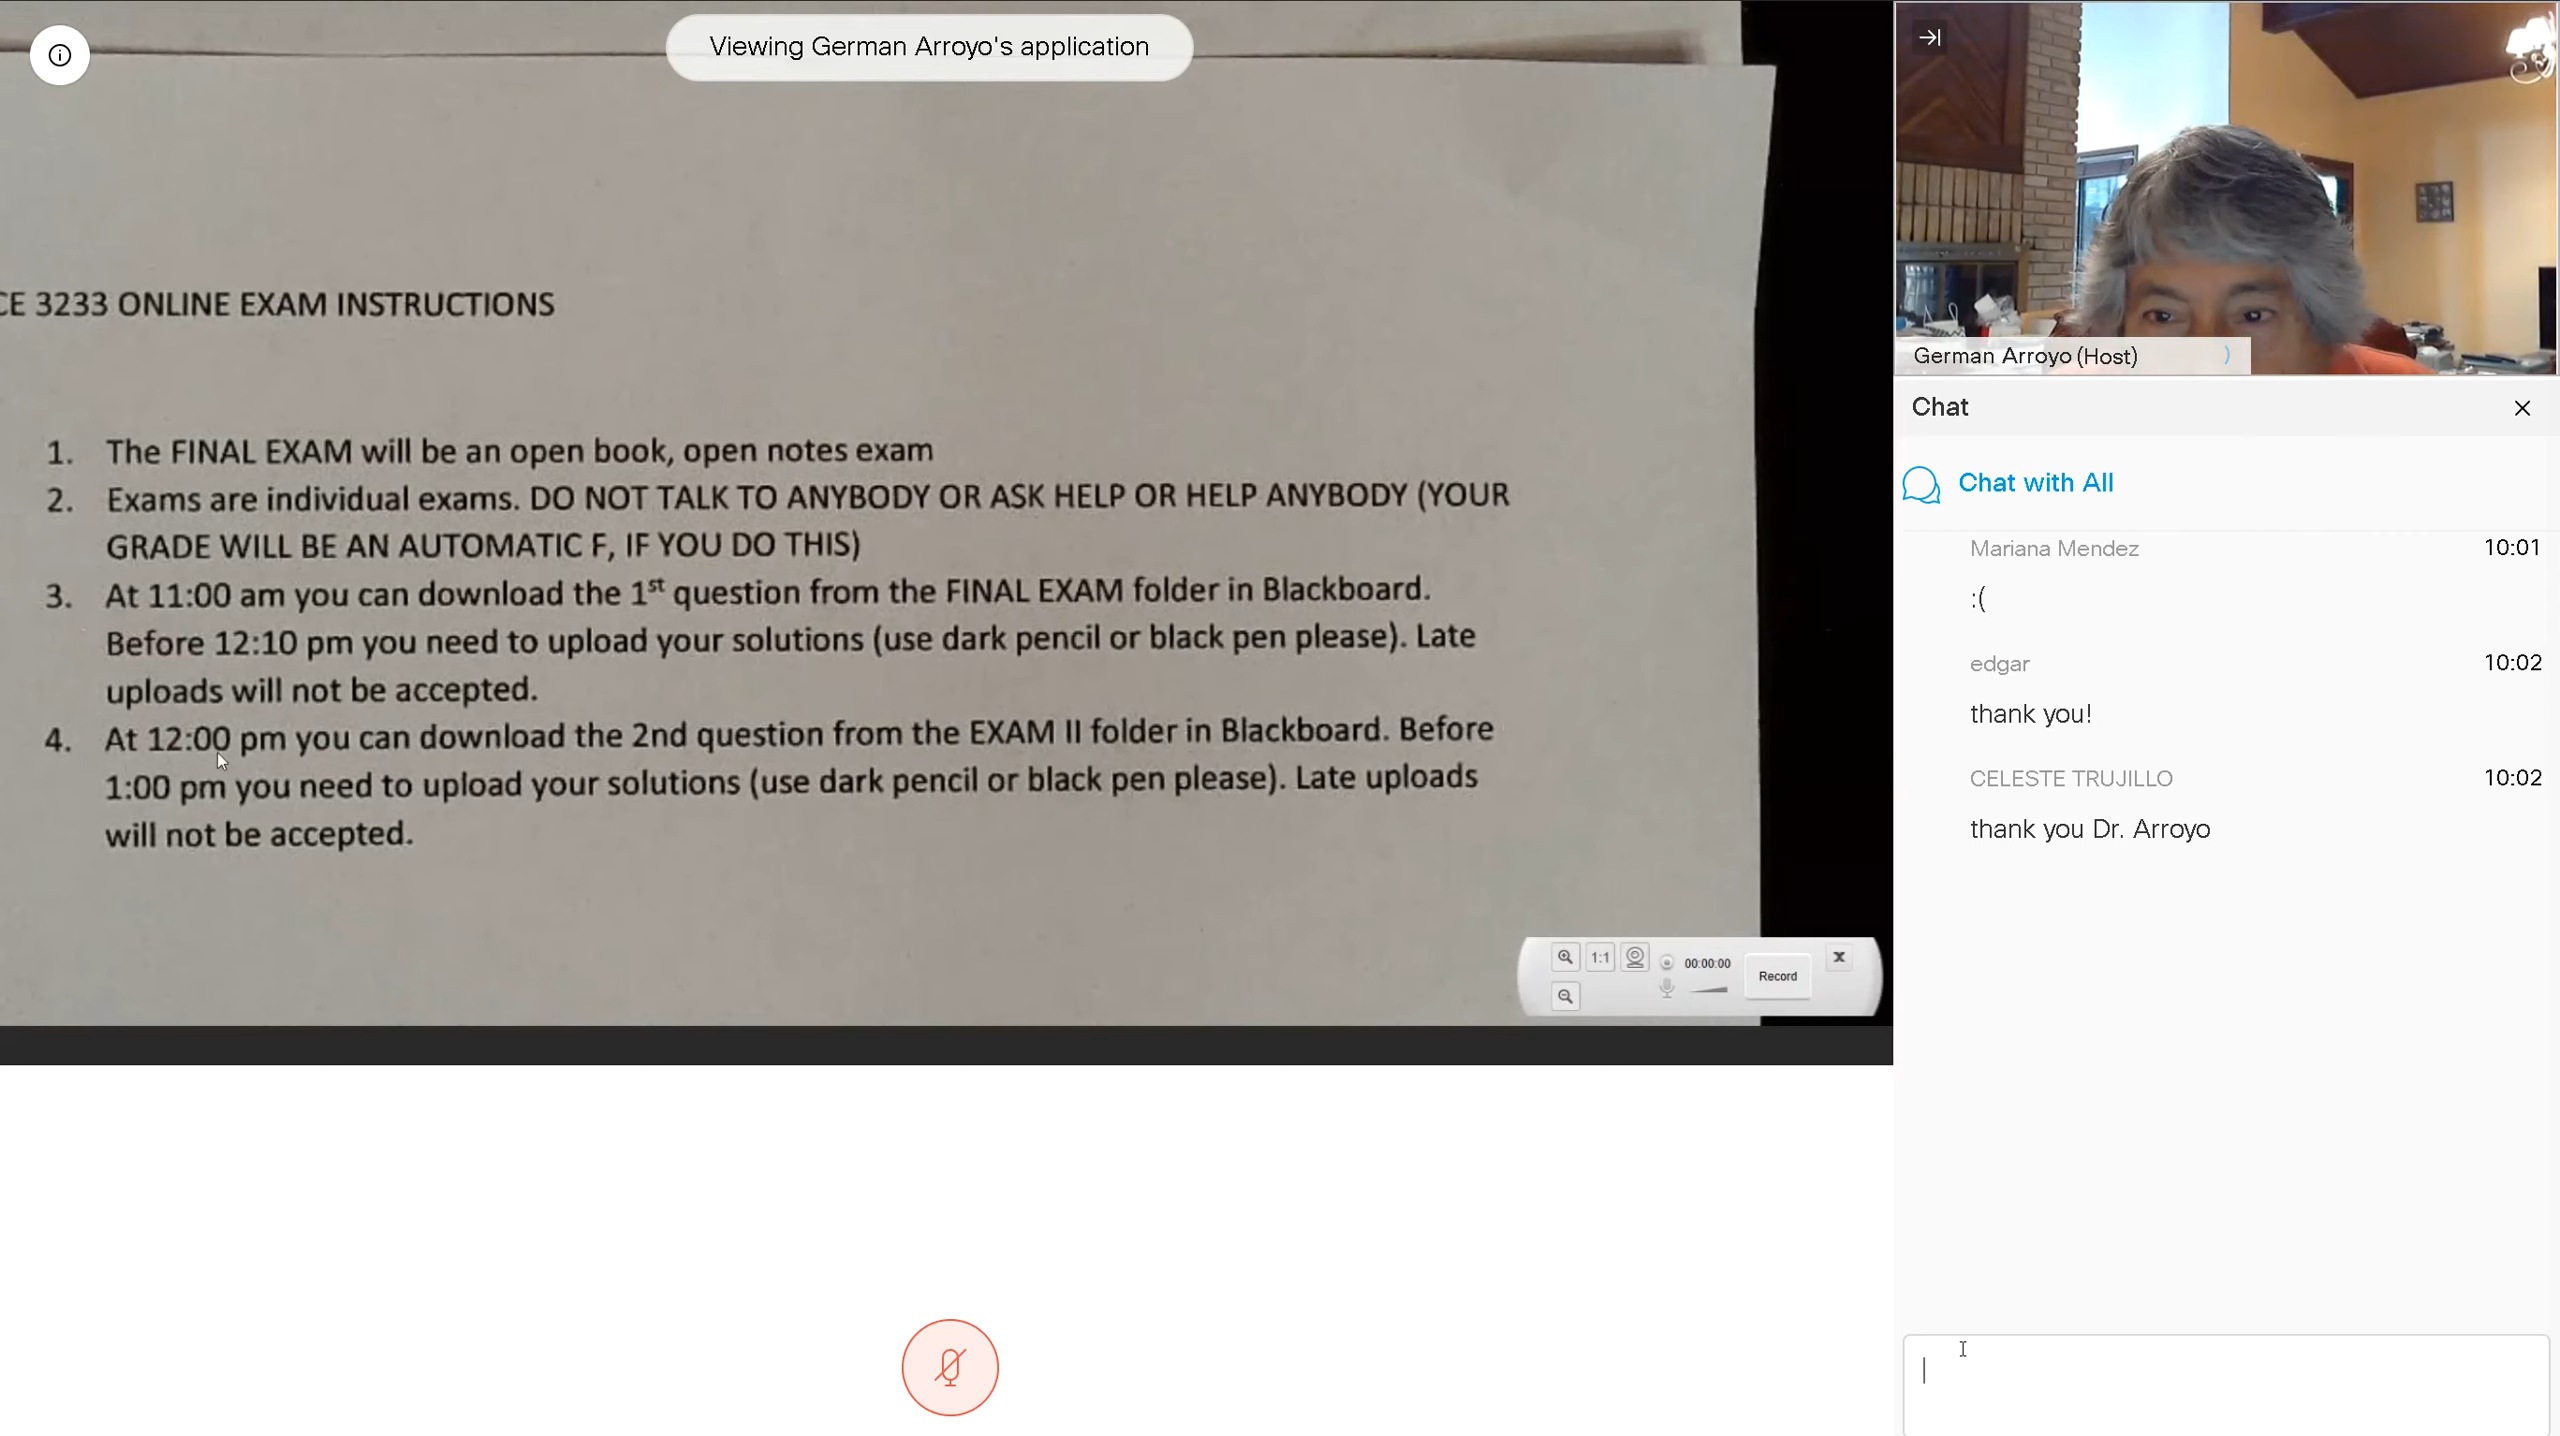 Viewing German Arroyo's application
CE 3233 ONLINE EXAM INSTRUCTIONS
1. The FINAL EXAM will be an open book, open notes exam
2. Exams are individual exams. DO NOT TALK TO ANYBODY OR ASK HELP OR HELP ANYBODY (YOUR
GRADE WILL BE AN AUTOMATIC F, IF YOU DO THIS)
3. At 11:00 am you can download the 1st question from the FINAL EXAM folder in Blackboard.
Before 12:10 pm you need to upload your solutions (use dark pencil or black pen please). Late
uploads will not be accepted.
4. At 12:00 pm you can download the 2nd question from the EXAM II folder in Blackboard. Before
1:00 pm you need to upload your solutions (use dark pencil or black pen please). Late uploads
will not be accepted.
1:1
00:00:00
Record
x
German Arroyo (Host)
Chat
Chat with All
Mariana Mendez 10:01
:(
edgar 10:02
thank you!
CELESTE TRUJILLO 10:02
thank you Dr. Arroyo